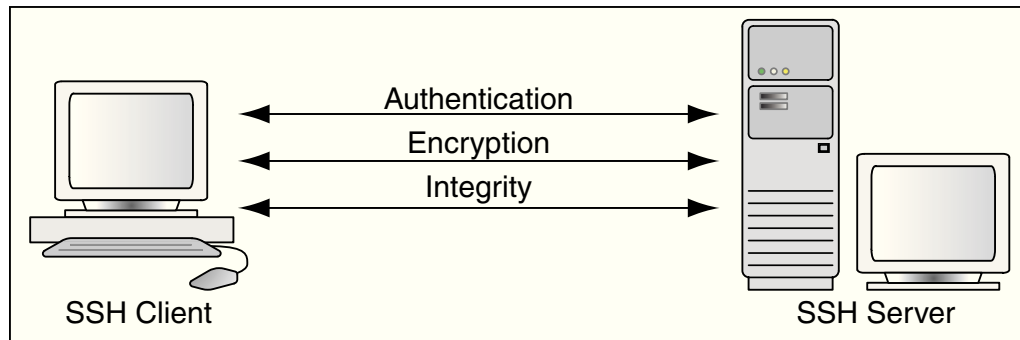 Authentication
Encryption
Integrity
SSH Client
SSH Server